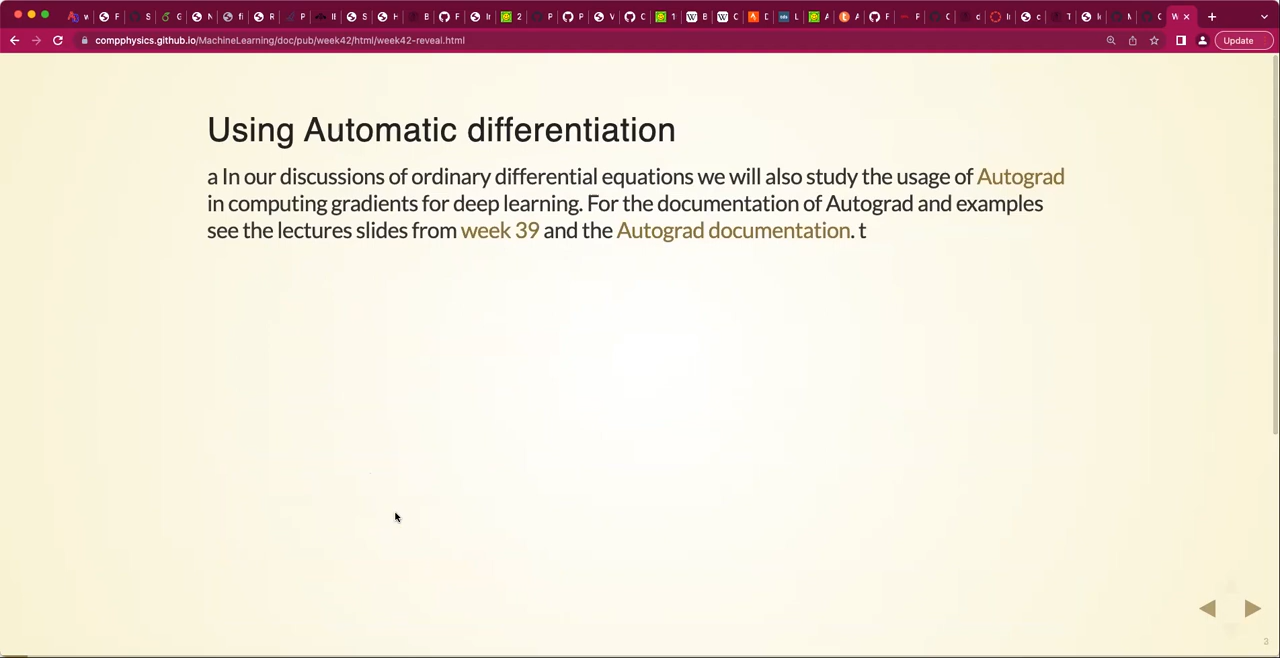 Update
compphysics.github.io/MachineLearning/doc/pub/week42/html/week42-reveal.html
Using Automatic differentiation
a In our discussions of ordinary differential equations we will also study the usage of Autograd
in computing gradients for deep learning. For the documentation of Autograd and examples
see the lectures slides from week 39 and the Autograd documentation. t
3